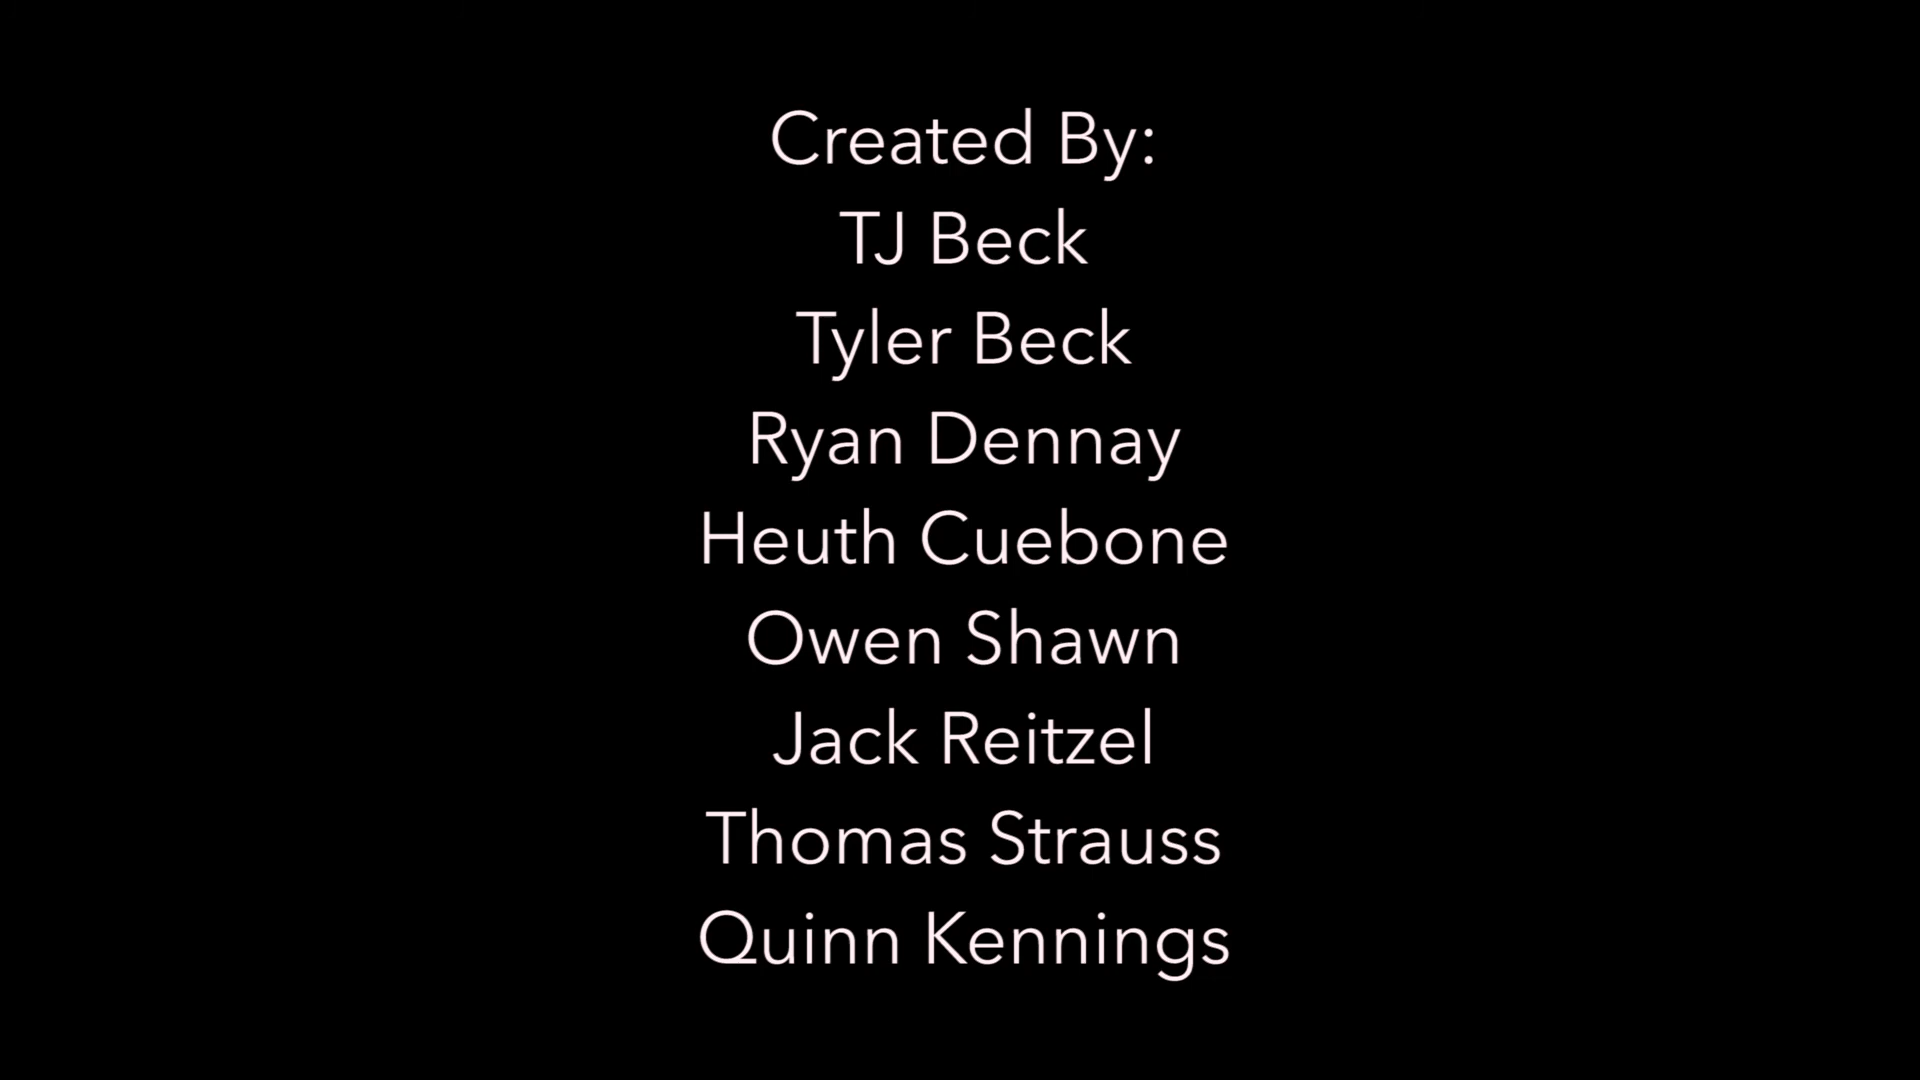 Created By:
TJ Beck
Tyler Beck
Ryan Dennay
Heuth Cuebone
Owen Shawn
Jack Reitzel
Thomas Strauss
Quinn Kennings